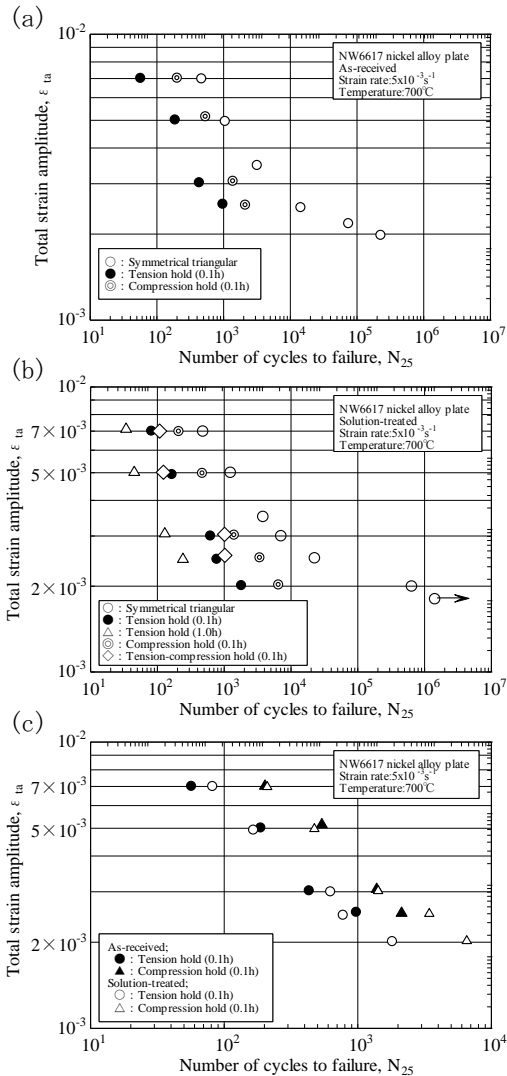 (a)
10⁻²
NW6617 nickel alloy plate
As-received
Strain rate:5x10⁻³s⁻¹
Temperature:700℃
Total strain amplitude, ε ta
○ : Symmetrical triangular
● : Tension hold (0.1h)
◎ : Compression hold (0.1h)
10⁻³
10¹ 10² 10³ 10⁴ 10⁵ 10⁶ 10⁷
Number of cycles to failure, N₂₅
(b)
10⁻²
NW6617 nickel alloy plate
Solution-treated
Strain rate:5x10⁻³s⁻¹
Temperature:700℃
7×10⁻³
5×10⁻³
2×10⁻³
Total strain amplitude, ε ta
○ : Symmetrical triangular
● : Tension hold (0.1h)
△ : Tension hold (1.0h)
◎ : Compression hold (0.1h)
◇ : Tension-compression hold (0.1h)
10⁻³
10¹ 10² 10³ 10⁴ 10⁵ 10⁶ 10⁷
Number of cycles to failure, N₂₅
(c)
10⁻²
NW6617 nickel alloy plate
Strain rate:5x10⁻³s⁻¹
Temperature:700℃
7×10⁻³
5×10⁻³
2×10⁻³
Total strain amplitude, ε ta
As-received;
● : Tension hold (0.1h)
▲ : Compression hold (0.1h)
Solution-treated;
○ : Tension hold (0.1h)
△ : Compression hold (0.1h)
10⁻³
10¹ 10² 10³ 10⁴
Number of cycles to failure, N₂₅